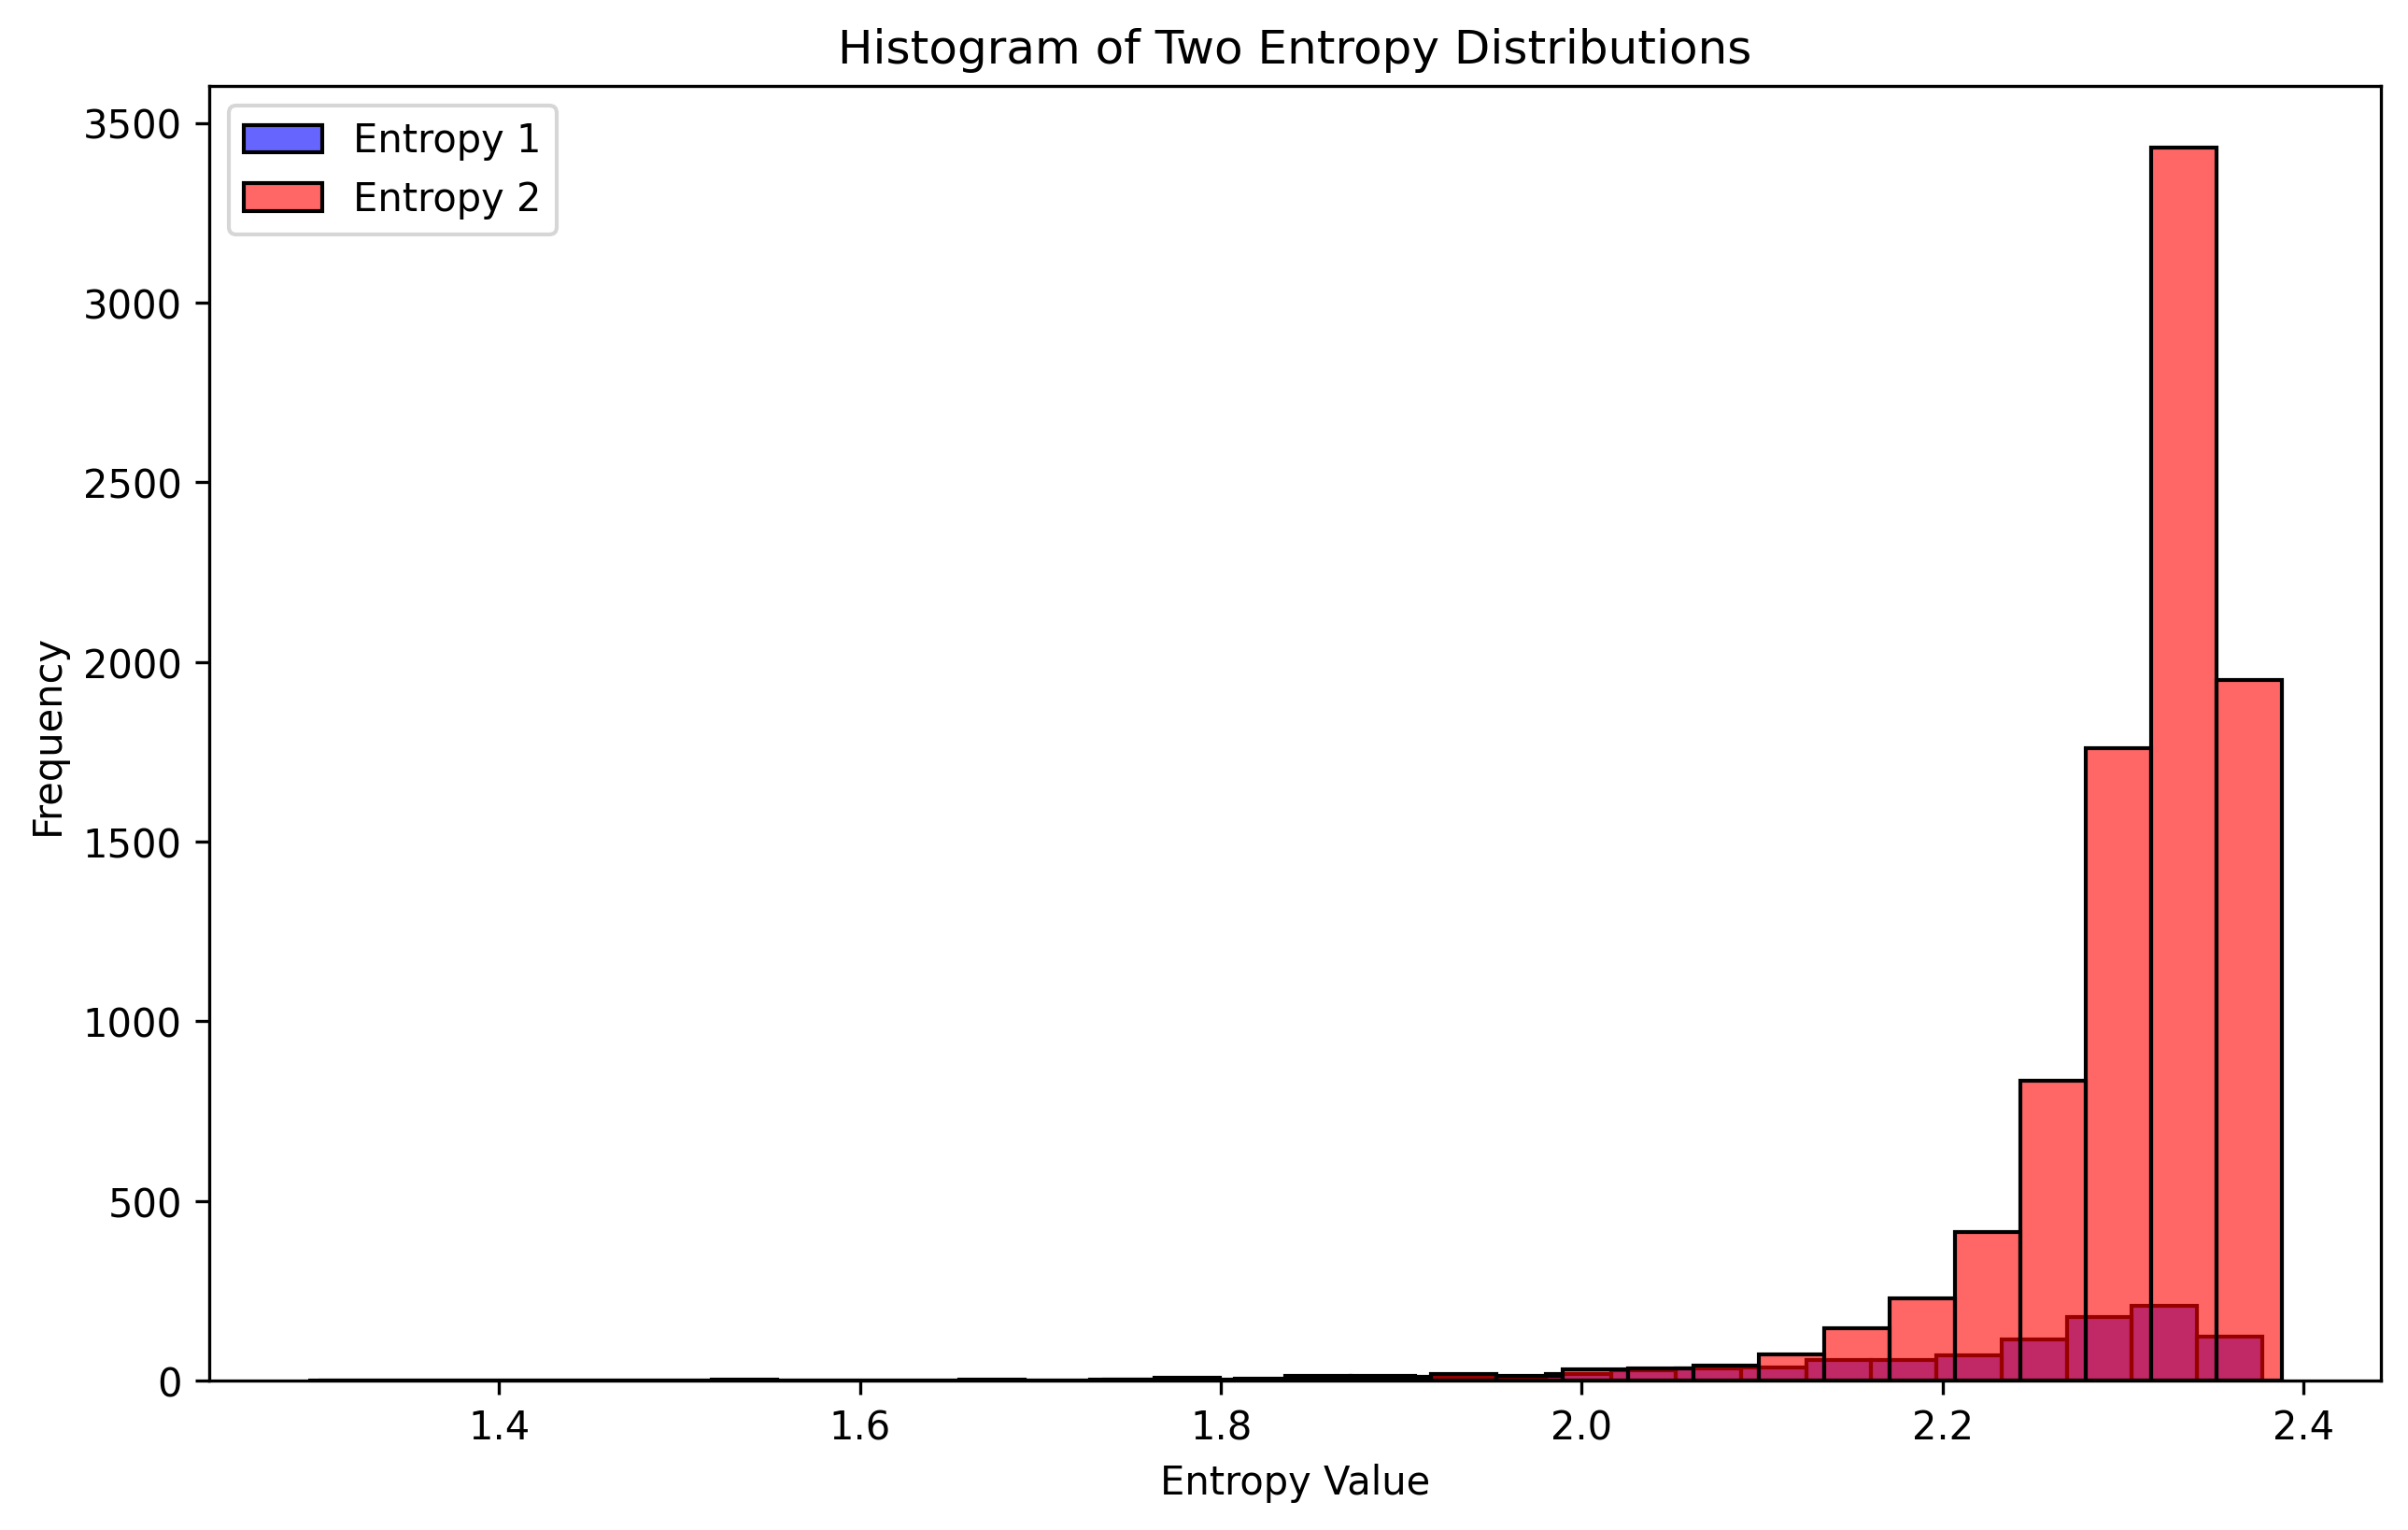 Histogram of Two Entropy Distributions
Entropy 1
Entropy 2
3500
3000
2500
2000
1500
1000
500
0
Frequency
1.4 1.6 1.8 2.0 2.2 2.4
Entropy Value